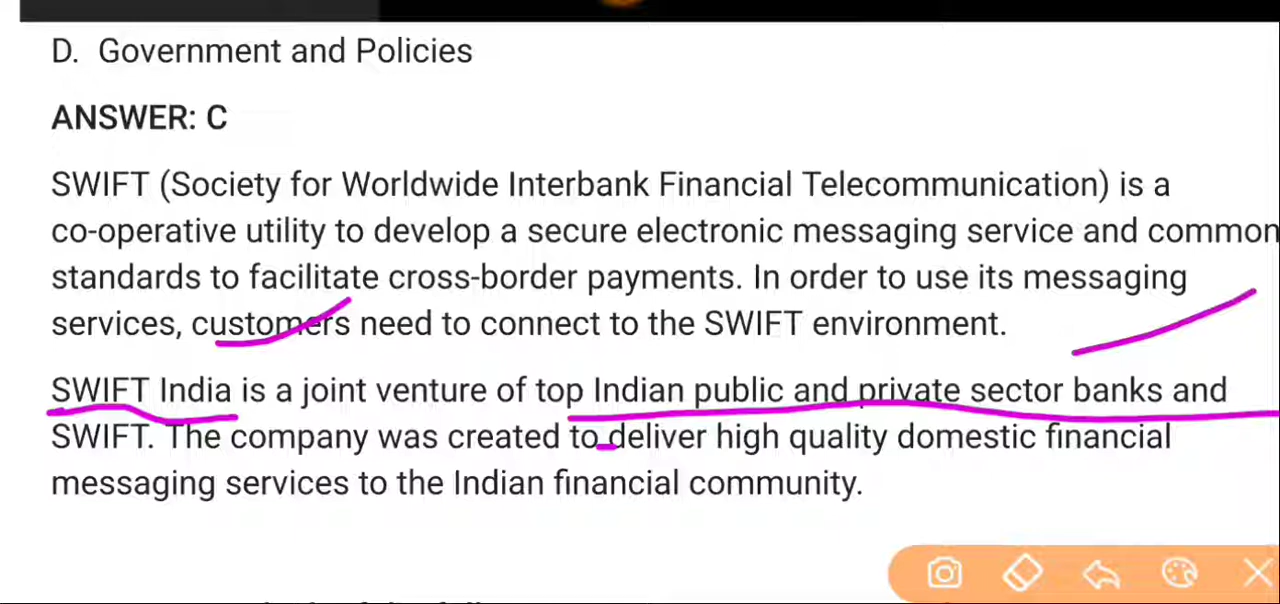 D. Government and Policies
ANSWER: C
SWIFT (Society for Worldwide Interbank Financial Telecommunication) is a
co-operative utility to develop a secure electronic messaging service and common
standards to facilitate cross-border payments. In order to use its messaging
services, customers need to connect to the SWIFT environment.
SWIFT India is a joint venture of top Indian public and private sector banks and
SWIFT. The company was created to deliver high quality domestic financial
messaging services to the Indian financial community.